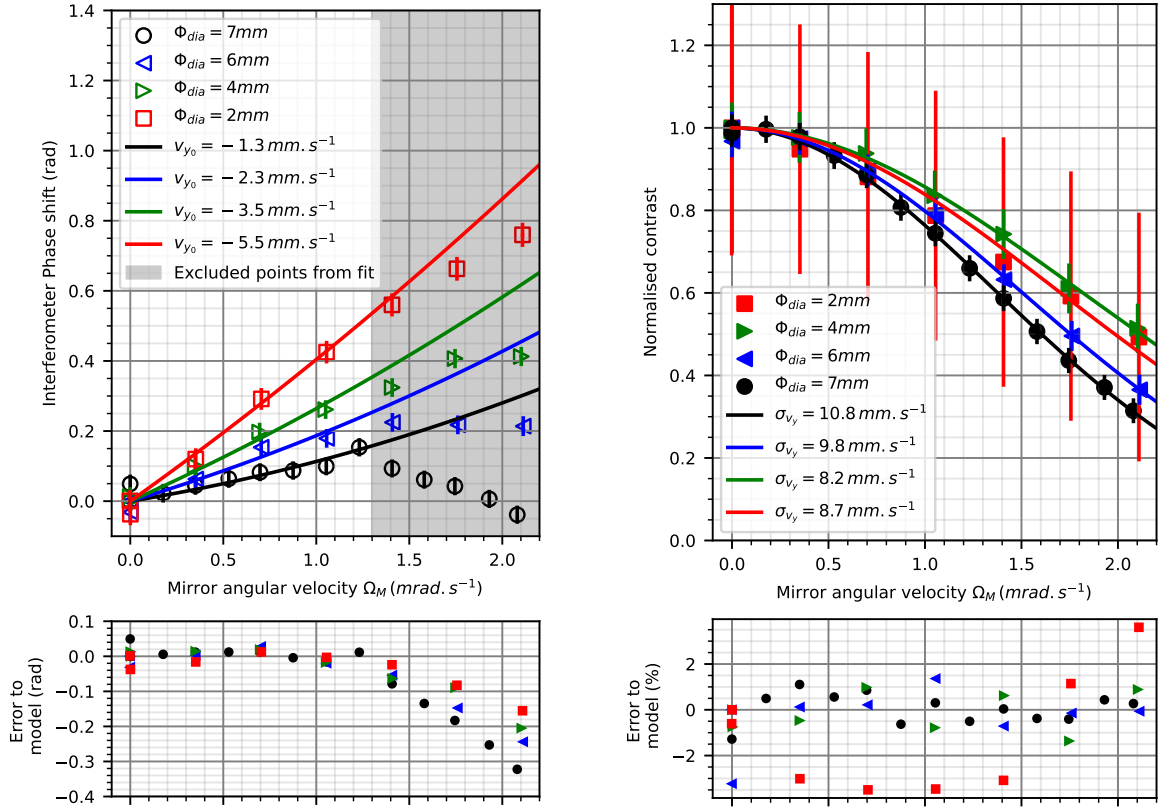 1.4
1.2
1.0
0.8
0.6
0.4
0.2
0.0
Interferometer Phase shift (rad)
Φdia = 7mm
Φdia = 6mm
Φdia = 4mm
Φdia = 2mm
vy0 = − 1.3 mm. s−1
vy0 = − 2.3 mm. s−1
vy0 = − 3.5 mm. s−1
vy0 = − 5.5 mm. s−1
Excluded points from fit
0.0 0.5 1.0 1.5 2.0
Mirror angular velocity ΩM (mrad. s−1)
0.1
0.0
−0.1
−0.2
−0.3
−0.4
Error to
model (rad)
1.2
1.0
0.8
0.6
0.4
0.2
0.0
Normalised contrast
Φdia = 2mm
Φdia = 4mm
Φdia = 6mm
Φdia = 7mm
σvy = 10.8 mm. s−1
σvy = 9.8 mm. s−1
σvy = 8.2 mm. s−1
σvy = 8.7 mm. s−1
0.0 0.5 1.0 1.5 2.0
Mirror angular velocity ΩM (mrad. s−1)
2
0
−2
Error to
model (%)